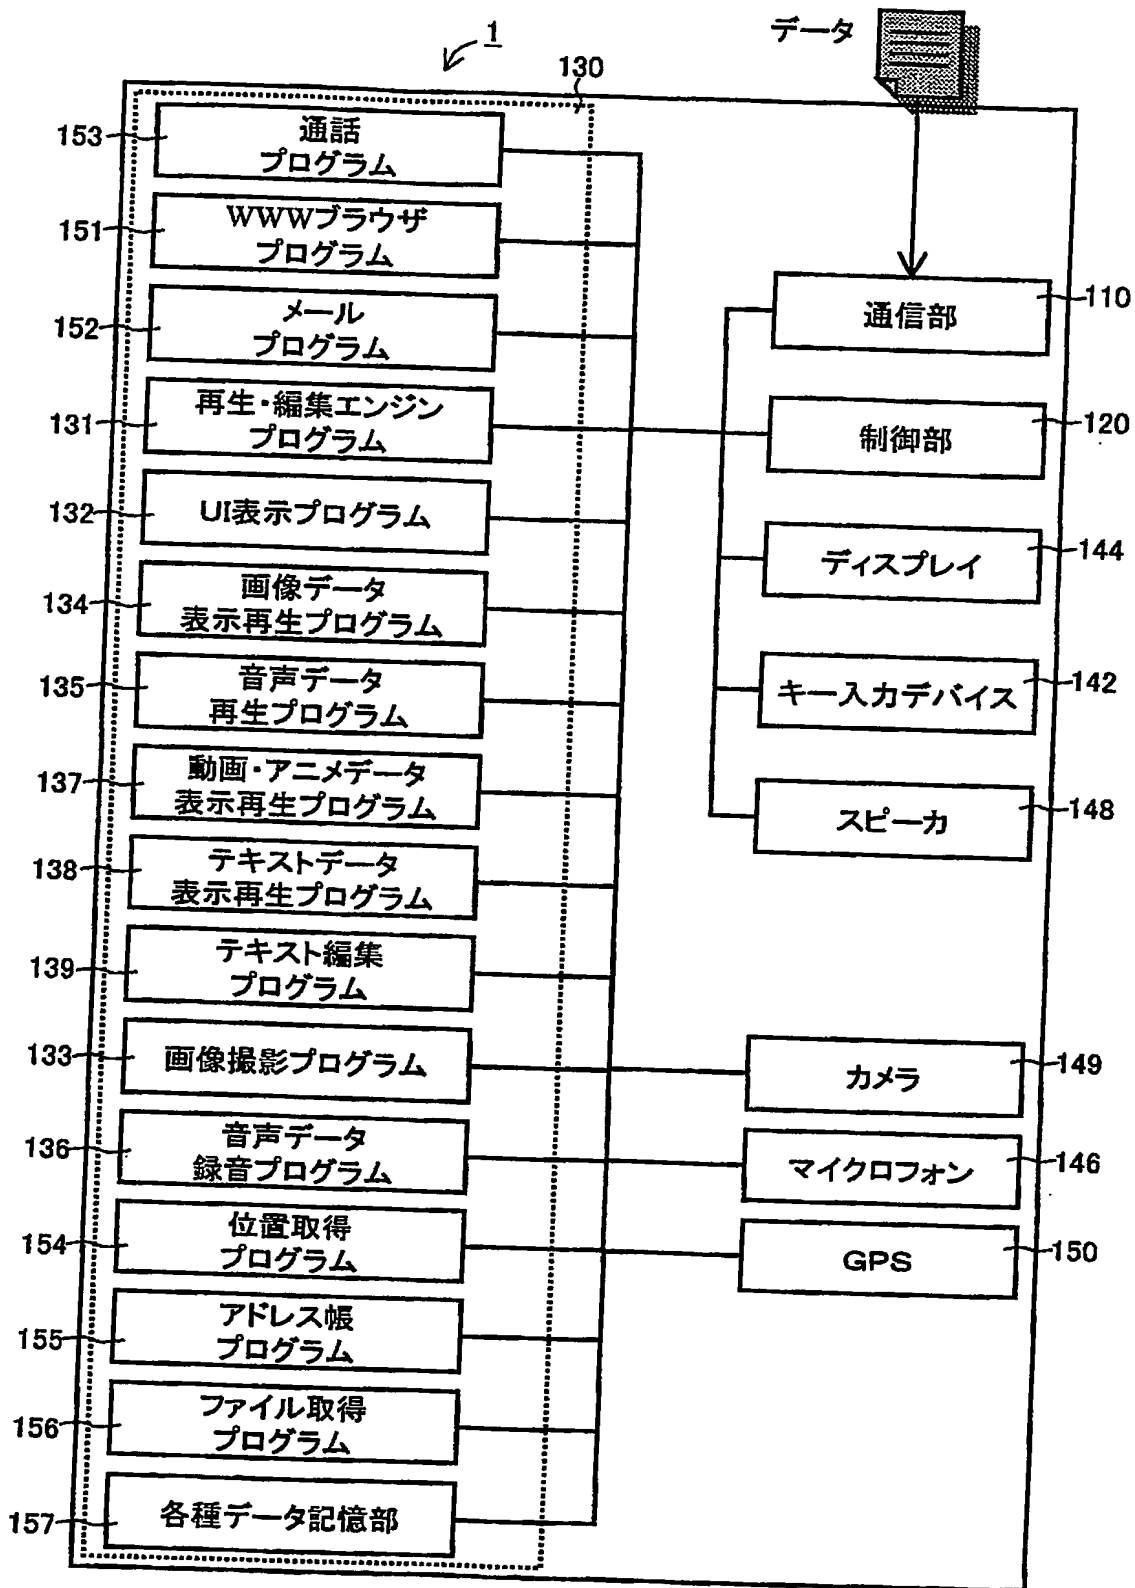 データ
1
130
153
通話
プログラム
151
WWWブラウザ
プログラム
152
メール
プログラム
131
再生・編集エンジン
プログラム
132
UI表示プログラム
134
画像データ
表示再生プログラム
135
音声データ
再生プログラム
137
動画・アニメデータ
表示再生プログラム
138
テキストデータ
表示再生プログラム
139
テキスト編集
プログラム
133
画像撮影プログラム
136
音声データ
録音プログラム
154
位置取得
プログラム
155
アドレス帳
プログラム
156
ファイル取得
プログラム
157
各種データ記憶部
通信部
110
制御部
120
ディスプレイ
144
キー入力デバイス
142
スピーカ
148
カメラ
149
マイクロフォン
146
GPS
150